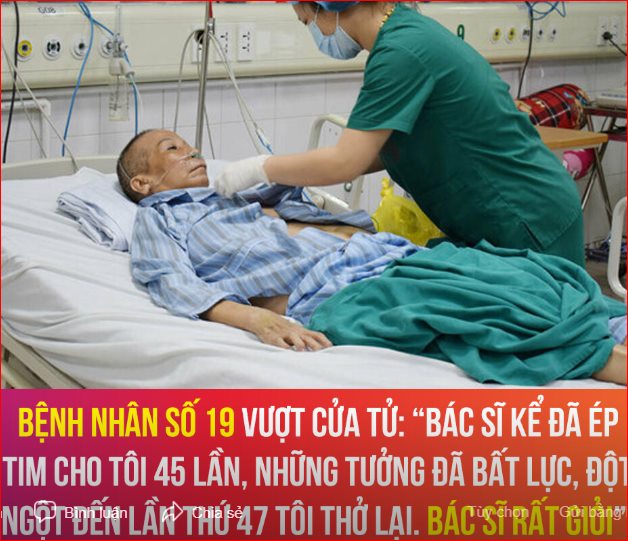 BỆNH NHÂN SỐ 19 VƯỢT CỬA TỬ: “BÁC SĨ KỂ ĐÃ ÉP
TIM CHO TÔI 45 LẦN, NHỮNG TƯỞNG ĐÃ BẤT LỰC, ĐỘT
NGỘT ĐẾN LẦN THỨ 47 TÔI THỞ LẠI. BÁC SĨ RẤT GIỎI”
Bình luận Chia sẻ Tùy chọn Gửi bằng